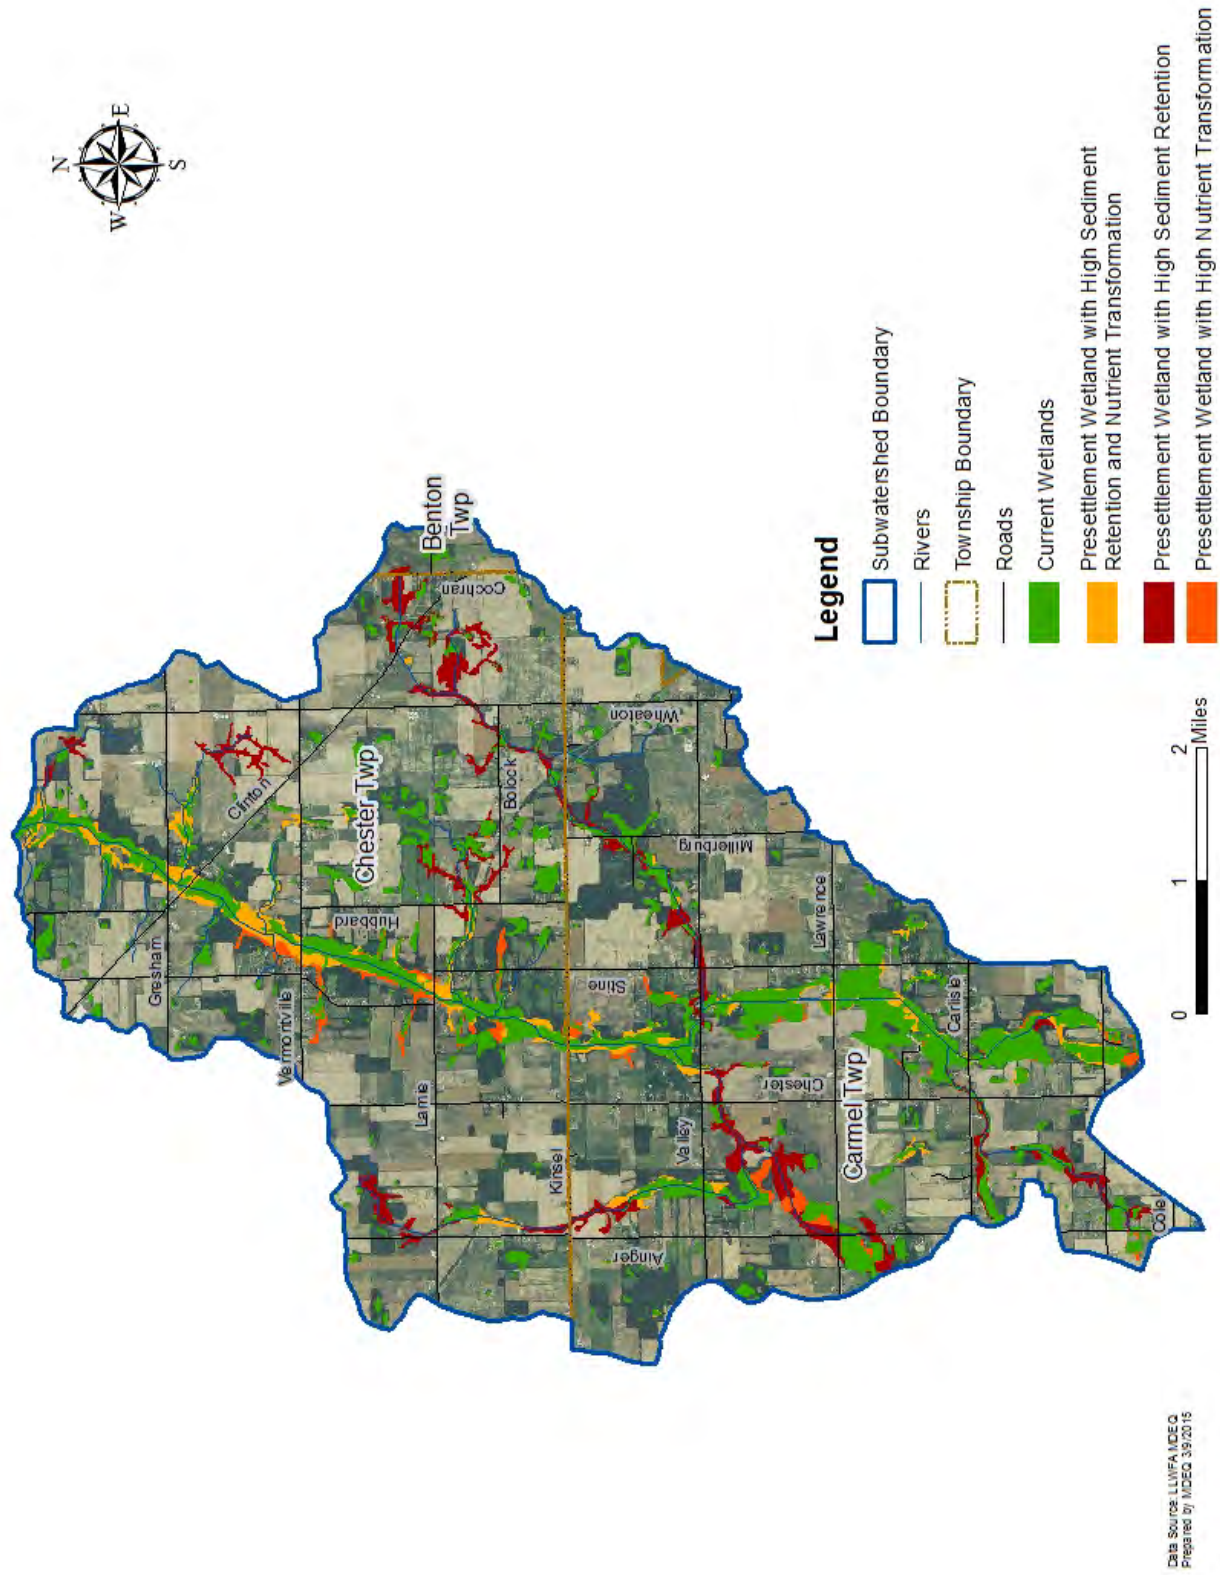 N
W
E
S
Benton
Twp
Cochran
Clinton
Chester Twp
Wheaton
Bolock
Millerburg
Hubbard
Gresham
Lawrence
Vermontville
Stine
Carlisle
Lamie
Chester
Carmel Twp
Valley
Kinsel
Ainger
Cole
Legend
Subwatershed Boundary
Rivers
Township Boundary
Roads
Current Wetlands
Presettlement Wetland with High Sediment
Retention and Nutrient Transformation
Presettlement Wetland with High Sediment Retention
Presettlement Wetland with High Nutrient Transformation
0 1 2
Miles
Data Source: LLWFA MDEQ
Prepared by MDEQ 3/9/2015